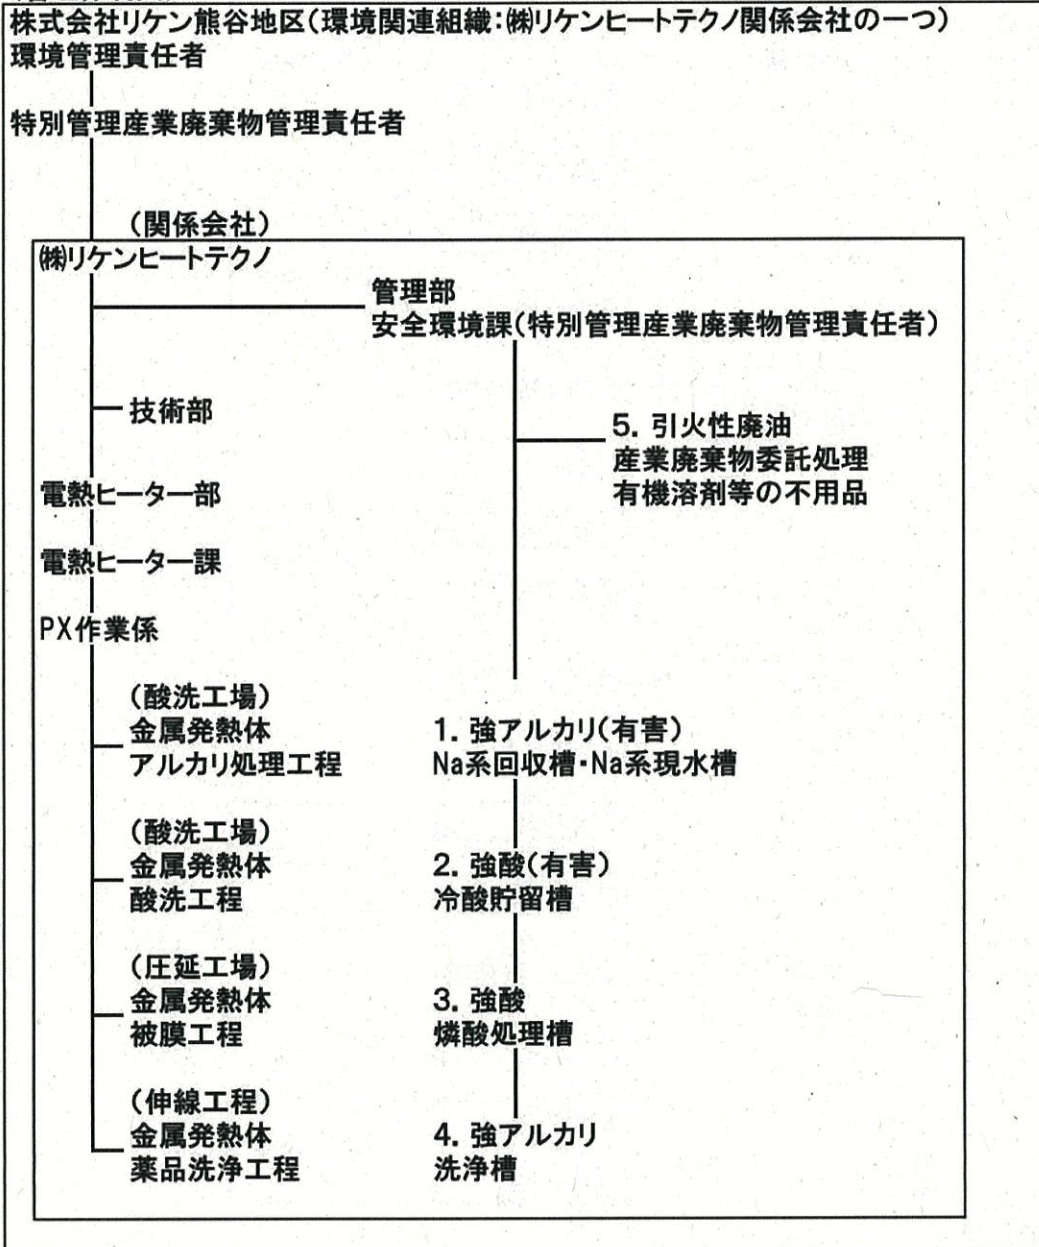 株式会社リケン熊谷地区(環境関連組織:㈱リケンヒートテクノ関係会社の一つ)
環境管理責任者
特別管理産業廃棄物管理責任者
(関係会社)
㈱リケンヒートテクノ
管理部
安全環境課(特別管理産業廃棄物管理責任者)
技術部
5. 引火性廃油
産業廃棄物委託処理
有機溶剤等の不用品
電熱ヒーター部
電熱ヒーター課
PX作業係
(酸洗工場)
金属発熱体
アルカリ処理工程
1. 強アルカリ(有害)
Na系回収槽・Na系現水槽
(酸洗工場)
金属発熱体
酸洗工程
2. 強酸(有害)
冷酸貯留槽
(圧延工場)
金属発熱体
被膜工程
3. 強酸
燐酸処理槽
(伸線工程)
金属発熱体
薬品洗浄工程
4. 強アルカリ
洗浄槽